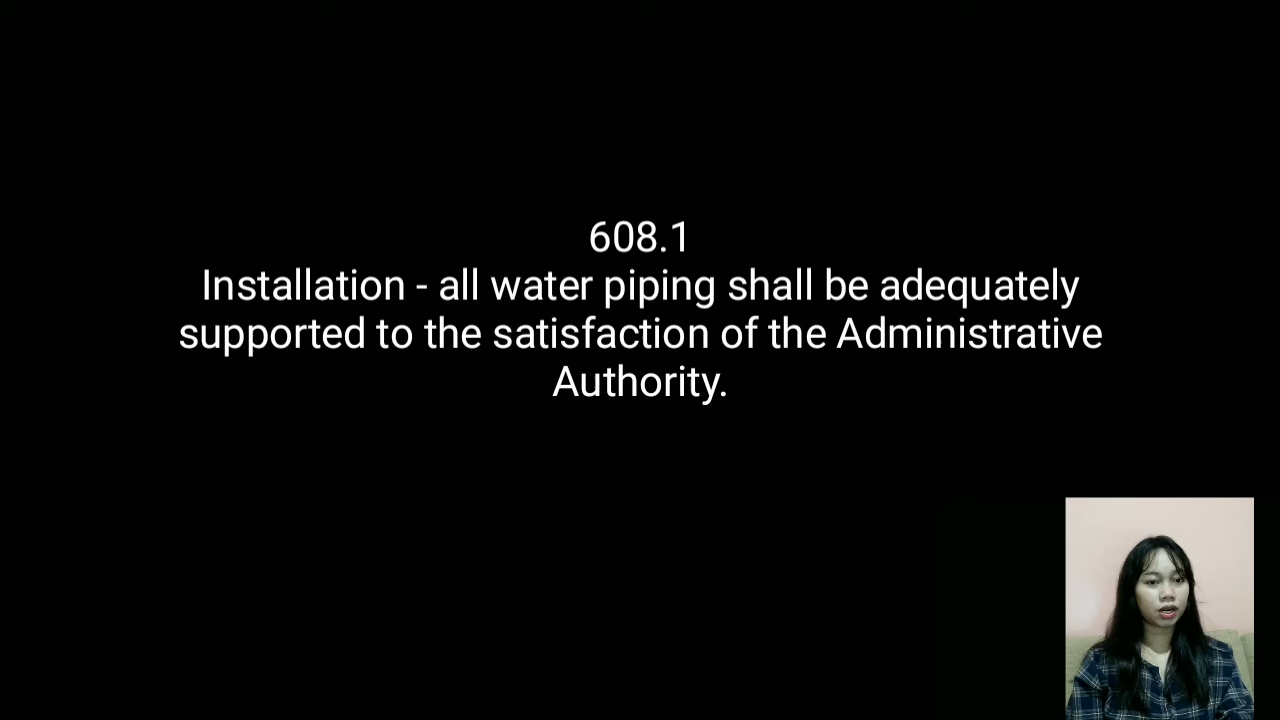 608.1
Installation - all water piping shall be adequately
supported to the satisfaction of the Administrative
Authority.